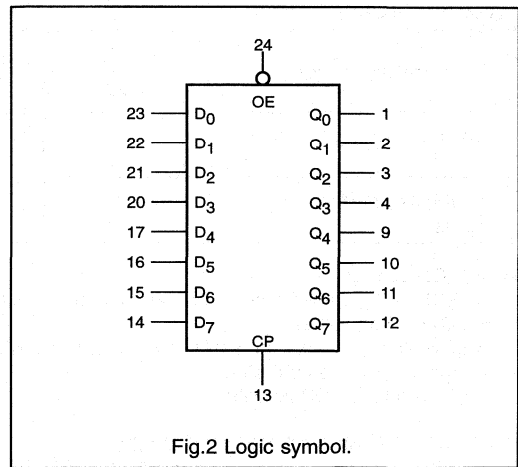 24
OE
23 D0 Q0 1
22 D1 Q1 2
21 D2 Q2 3
20 D3 Q3 4
17 D4 Q4 9
16 D5 Q5 10
15 D6 Q6 11
14 D7 Q7 12
CP
13
Fig.2 Logic symbol.